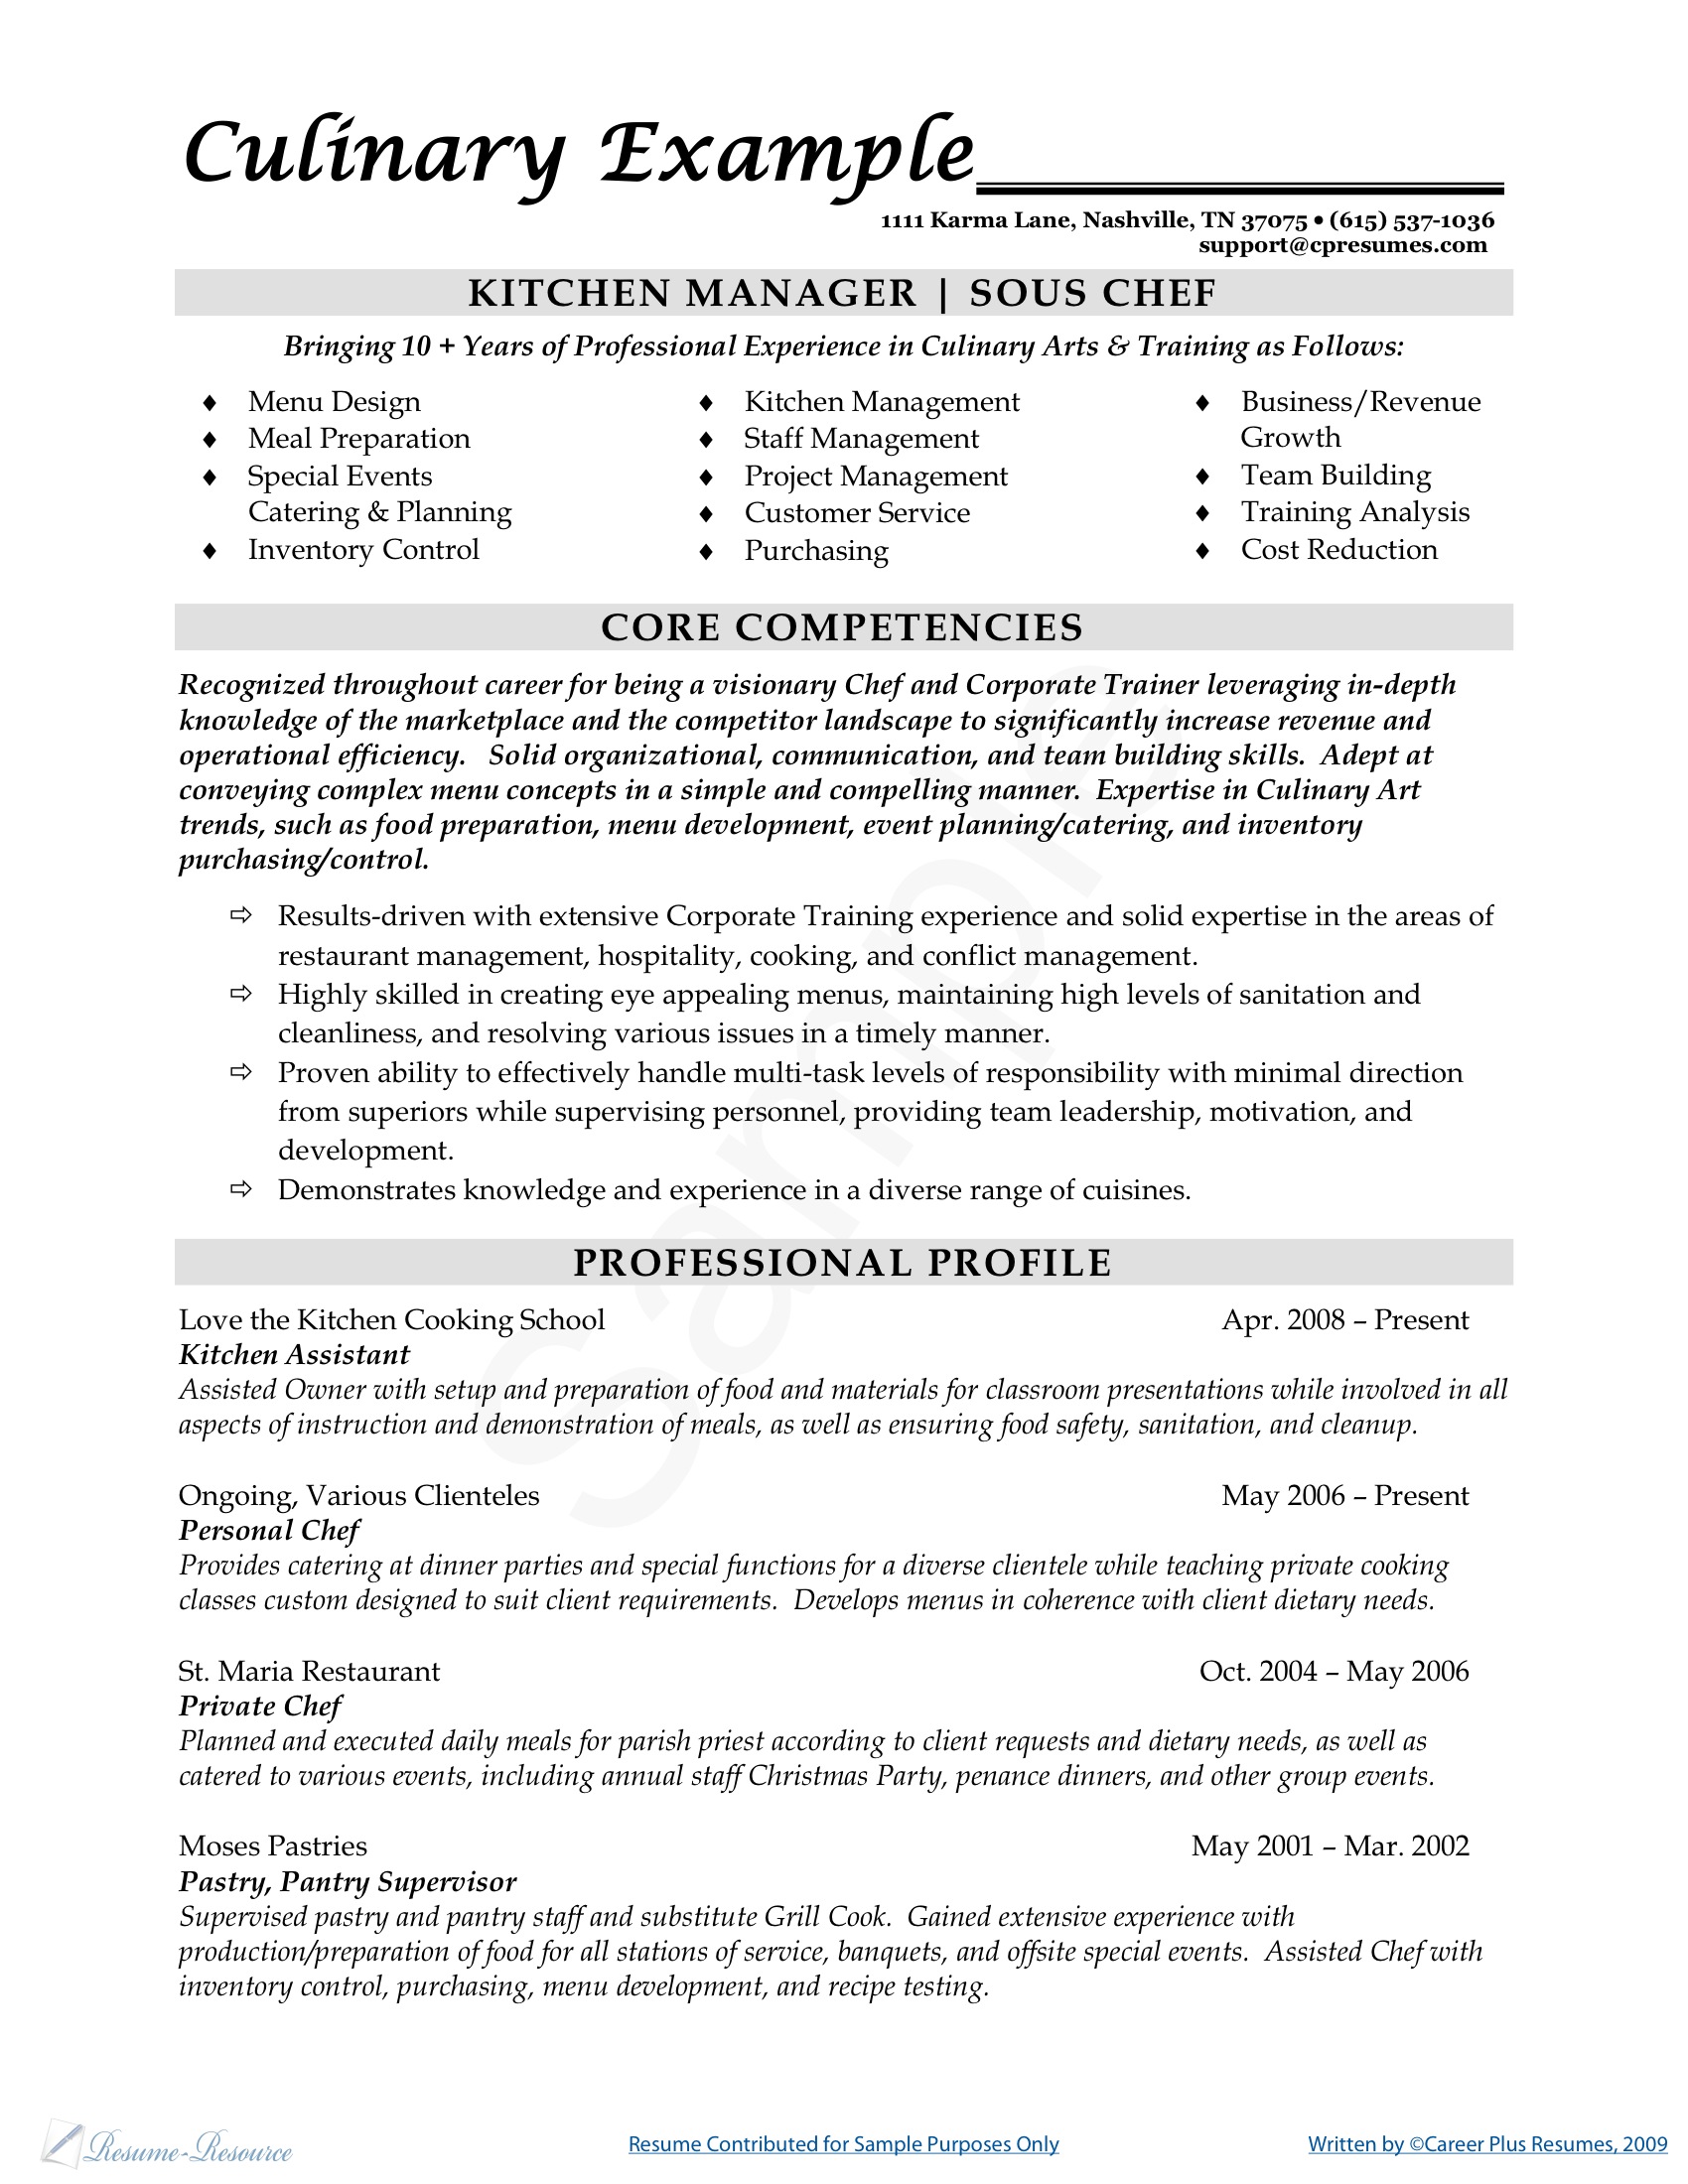 Culinary Example
1111 Karma Lane, Nashville, TN 37075 • (615) 537-1036
support@cpresumes.com
KITCHEN MANAGER | SOUS CHEF
Bringing 10 + Years of Professional Experience in Culinary Arts & Training as Follows:
♦ Menu Design
♦ Meal Preparation
♦ Special Events
Catering & Planning
♦ Inventory Control
♦ Kitchen Management
♦ Staff Management
♦ Project Management
♦ Customer Service
♦ Purchasing
♦ Business/Revenue
Growth
♦ Team Building
♦ Training Analysis
♦ Cost Reduction
CORE COMPETENCIES
Recognized throughout career for being a visionary Chef and Corporate Trainer leveraging in-depth
knowledge of the marketplace and the competitor landscape to significantly increase revenue and
operational efficiency. Solid organizational, communication, and team building skills. Adept at
conveying complex menu concepts in a simple and compelling manner. Expertise in Culinary Art
trends, such as food preparation, menu development, event planning/catering, and inventory
purchasing/control.
⇨ Results-driven with extensive Corporate Training experience and solid expertise in the areas of
restaurant management, hospitality, cooking, and conflict management.
⇨ Highly skilled in creating eye appealing menus, maintaining high levels of sanitation and
cleanliness, and resolving various issues in a timely manner.
⇨ Proven ability to effectively handle multi-task levels of responsibility with minimal direction
from superiors while supervising personnel, providing team leadership, motivation, and
development.
⇨ Demonstrates knowledge and experience in a diverse range of cuisines.
PROFESSIONAL PROFILE
Love the Kitchen Cooking School Apr. 2008 – Present
Kitchen Assistant
Assisted Owner with setup and preparation of food and materials for classroom presentations while involved in all
aspects of instruction and demonstration of meals, as well as ensuring food safety, sanitation, and cleanup.
Ongoing, Various Clienteles May 2006 – Present
Personal Chef
Provides catering at dinner parties and special functions for a diverse clientele while teaching private cooking
classes custom designed to suit client requirements. Develops menus in coherence with client dietary needs.
St. Maria Restaurant Oct. 2004 – May 2006
Private Chef
Planned and executed daily meals for parish priest according to client requests and dietary needs, as well as
catered to various events, including annual staff Christmas Party, penance dinners, and other group events.
Moses Pastries May 2001 – Mar. 2002
Pastry, Pantry Supervisor
Supervised pastry and pantry staff and substitute Grill Cook. Gained extensive experience with
production/preparation of food for all stations of service, banquets, and offsite special events. Assisted Chef with
inventory control, purchasing, menu development, and recipe testing.
Sample
Resume-Resource
Resume Contributed for Sample Purposes Only
Written by ©Career Plus Resumes, 2009